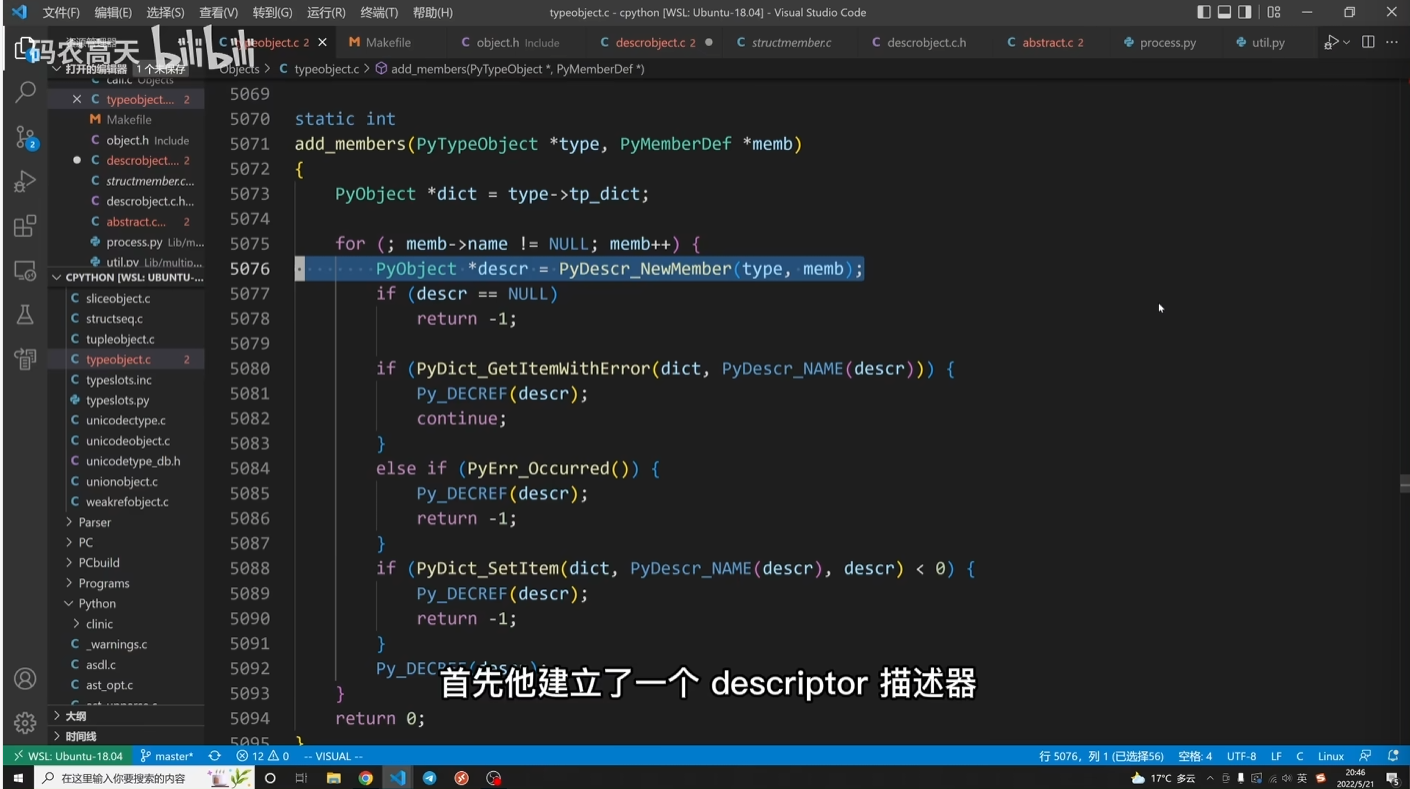 文件(F) 编辑(E) 选择(S) 查看(V) 转到(G) 运行(R) 终端(T) 帮助(H) typeobject.c - cpython [WSL: Ubuntu-18.04] - Visual Studio Code
码农高天 bilibili
typeobject.c 2 Makefile object.h Include descrobject.c 2 structmember.c descrobject.c.h abstract.c 2 process.py util.py
打开的编辑器 1 个未保存
Objects > typeobject.c > add_members(PyTypeObject *, PyMemberDef *)
call.c Objects
typeobject.... 2
Makefile
object.h Include
descrobject.... 2
structmember.c...
descrobject.c.h...
abstract.c... 2
process.py Lib/m...
util.py Lib/multip...
CPYTHON [WSL: UBUNTU-...
sliceobject.c
structseq.c
tupleobject.c
typeobject.c 2
typeslots.inc
typeslots.py
unicodectype.c
unicodeobject.c
unicodetype_db.h
unionobject.c
weakrefobject.c
Parser
PC
PCbuild
Programs
Python
clinic
_warnings.c
asdl.c
ast_opt.c
大纲
时间线
5069
5070 static int
5071 add_members(PyTypeObject *type, PyMemberDef *memb)
5072 {
5073 PyObject *dict = type->tp_dict;
5074
5075 for (; memb->name != NULL; memb++) {
5076 PyObject *descr = PyDescr_NewMember(type, memb);
5077 if (descr == NULL)
5078 return -1;
5079
5080 if (PyDict_GetItemWithError(dict, PyDescr_NAME(descr))) {
5081 Py_DECREF(descr);
5082 continue;
5083 }
5084 else if (PyErr_Occurred()) {
5085 Py_DECREF(descr);
5086 return -1;
5087 }
5088 if (PyDict_SetItem(dict, PyDescr_NAME(descr), descr) < 0) {
5089 Py_DECREF(descr);
5090 return -1;
5091 }
5092 Py_DECREF(descr);
5093 }
5094 return 0;
5095 }
首先他建立了一个 descriptor 描述器
WSL: Ubuntu-18.04 master* 12 0 -- VISUAL -- 行 5076, 列 1 (已选择56) 空格: 4 UTF-8 LF C Linux
在这里输入你要搜索的内容 17°C 多云 英 20:46
2022/5/21 5